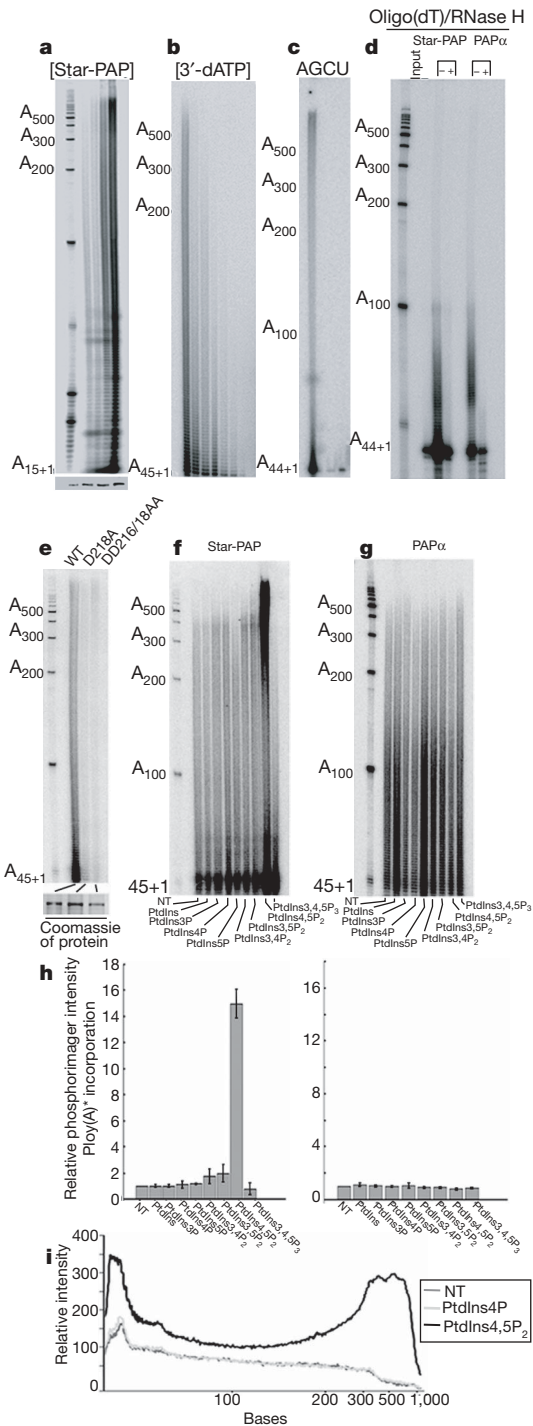 Oligo(dT)/RNase H
a b c d
Input Star-PAP PAPα
[Star-PAP] [3′-dATP] AGCU – + – +
A500
A300
A200
A15+1
A500
A300
A200
A45+1
A500
A300
A200
A100
A44+1
A500
A300
A200
A100
A44+1
e WT D218A DD216/18AA
A500
A300
A200
A45+1
Coomassie
of protein
f Star-PAP
A500
A300
A200
A100
45+1
NT
PtdIns
PtdIns3P
PtdIns4P
PtdIns5P
PtdIns3,4P2
PtdIns3,5P2
PtdIns4,5P2
PtdIns3,4,5P3
g PAPα
A500
A300
A200
A100
45+1
NT
PtdIns
PtdIns3P
PtdIns4P
PtdIns5P
PtdIns3,4P2
PtdIns3,5P2
PtdIns4,5P2
PtdIns3,4,5P3
h
Relative phosphorimager intensity
Ploy(A)* incorporation
18
16
14
12
10
8
6
4
2
0
NT
PtdIns
PtdIns3P
PtdIns4P
PtdIns5P
PtdIns3,4P2
PtdIns3,5P2
PtdIns4,5P2
PtdIns3,4,5P3
16
12
8
4
2
0
NT
PtdIns
PtdIns3P
PtdIns4P
PtdIns5P
PtdIns3,4P2
PtdIns3,5P2
PtdIns4,5P2
PtdIns3,4,5P3
i
Relative intensity
400
300
200
100
0
NT
PtdIns4P
PtdIns4,5P2
100 200 300 500 1,000
Bases